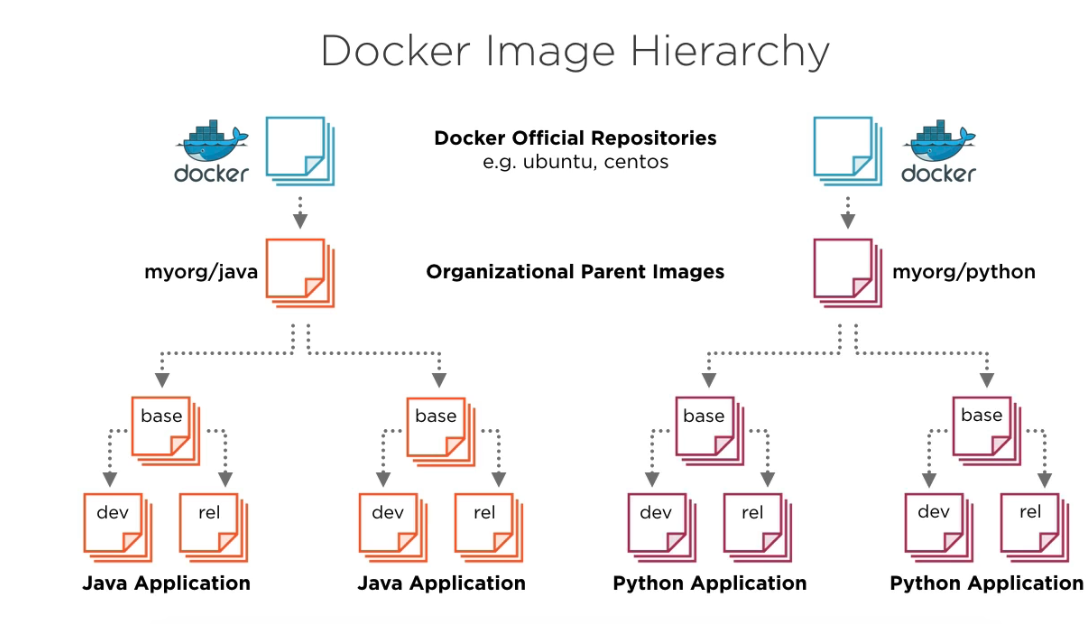 Docker Image Hierarchy
docker
Docker Official Repositories
e.g. ubuntu, centos
docker
myorg/java
Organizational Parent Images
myorg/python
base
base
base
base
dev
rel
dev
rel
dev
rel
dev
rel
Java Application
Java Application
Python Application
Python Application